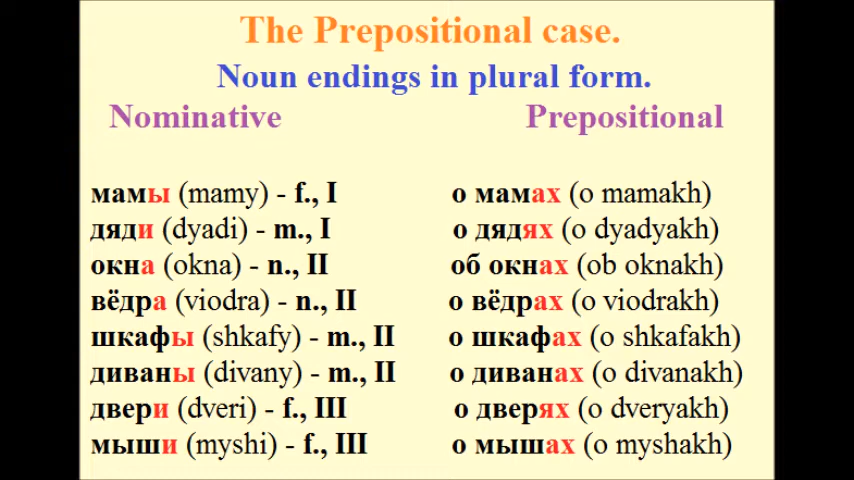 The Prepositional case.
Noun endings in plural form.
Nominative Prepositional
мамы (mamy) - f., I о мамах (o mamakh)
дяди (dyadi) - m., I о дядях (o dyadyakh)
окна (okna) - n., II об окнах (ob oknakh)
вёдра (viodra) - n., II о вёдрах (o viodrakh)
шкафы (shkafy) - m., II о шкафах (o shkafakh)
диваны (divany) - m., II о диванах (o divanakh)
двери (dveri) - f., III о дверях (o dveryakh)
мыши (myshi) - f., III о мышах (o myshakh)